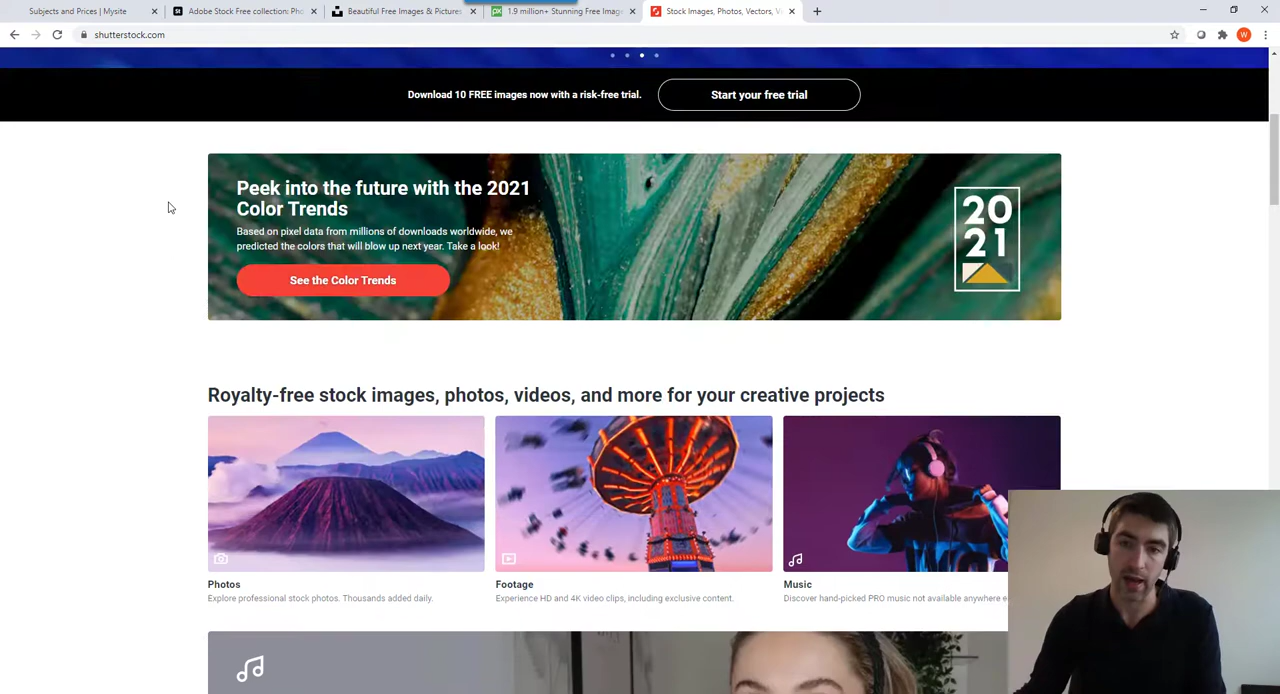 Subjects and Prices | Mysite
Adobe Stock Free collection: Pho
Beautiful Free Images & Pictures
1.9 million+ Stunning Free Imag
Stock Images, Photos, Vectors, V
shutterstock.com
W
Download 10 FREE images now with a risk-free trial.
Start your free trial
Peek into the future with the 2021
Color Trends
Based on pixel data from millions of downloads worldwide, we
predicted the colors that will blow up next year. Take a look!
See the Color Trends
20
21
Royalty-free stock images, photos, videos, and more for your creative projects
Photos
Explore professional stock photos. Thousands added daily.
Footage
Experience HD and 4K video clips, including exclusive content.
Music
Discover hand-picked PRO music not available anywhere e